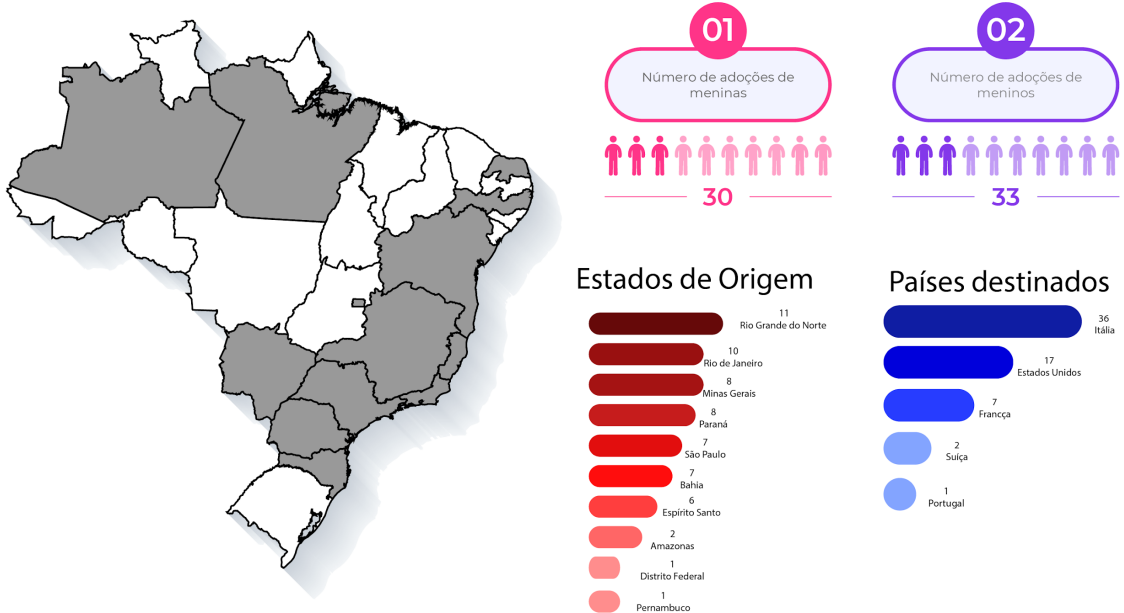 01
Número de adoções de
meninas
30
02
Número de adoções de
meninos
33
Estados de Origem
11
Rio Grande do Norte
10
Rio de Janeiro
8
Minas Gerais
8
Paraná
7
São Paulo
7
Bahia
6
Espírito Santo
2
Amazonas
1
Distrito Federal
1
Pernambuco
Países destinados
36
Itália
17
Estados Unidos
7
Francça
2
Suíça
1
Portugal